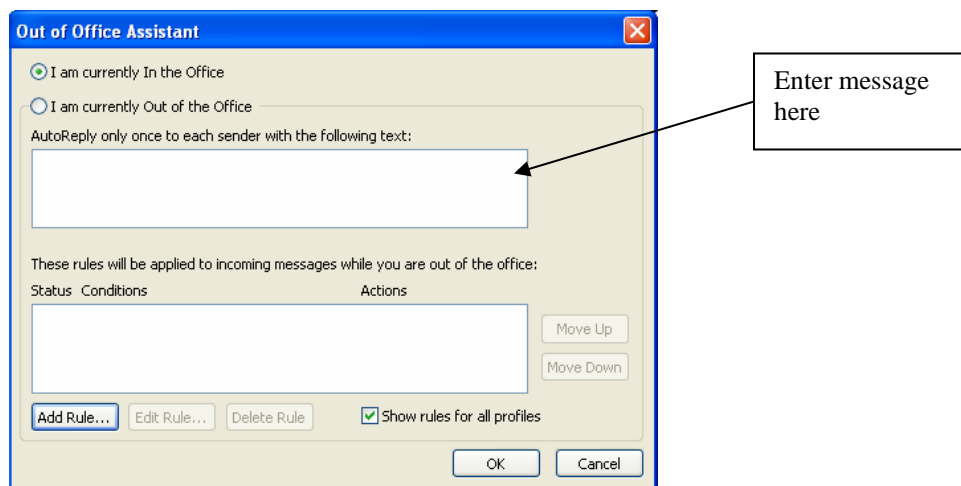 Out of Office Assistant
I am currently In the Office
I am currently Out of the Office
AutoReply only once to each sender with the following text:
Enter message
here
These rules will be applied to incoming messages while you are out of the office:
Status Conditions Actions
Move Up
Move Down
Add Rule... Edit Rule... Delete Rule Show rules for all profiles
OK Cancel